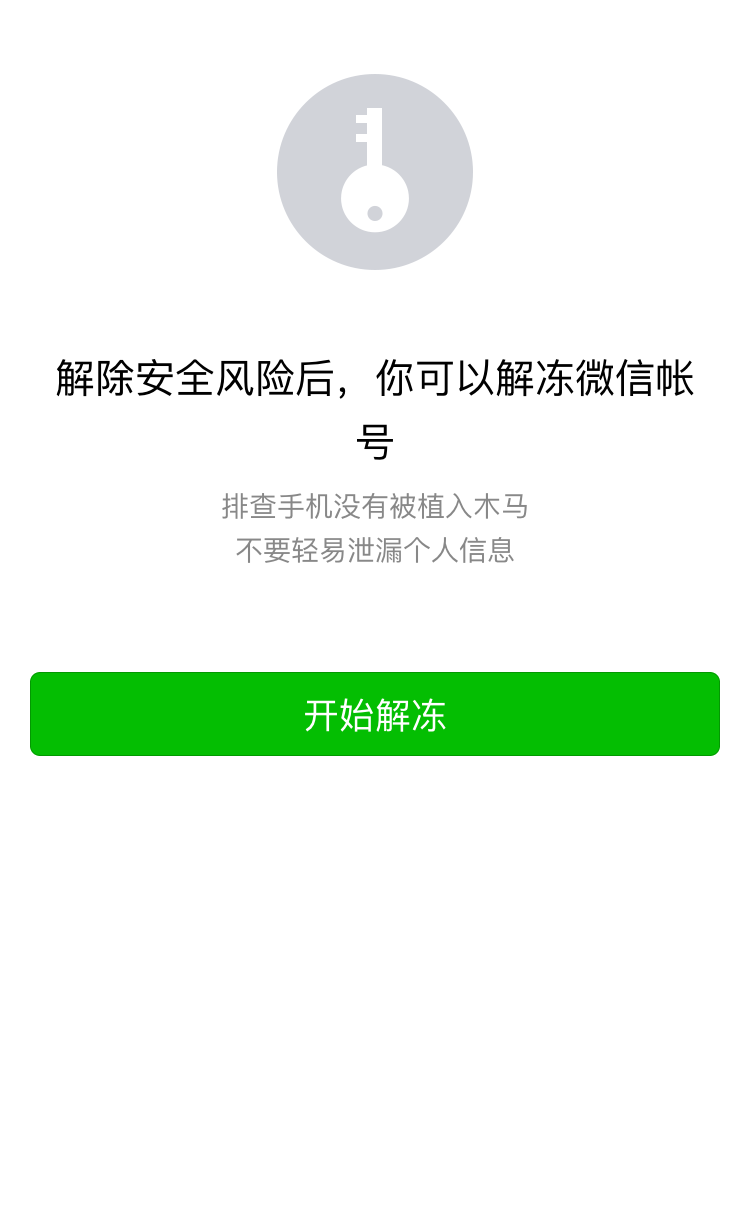 解除安全风险后，你可以解冻微信帐
号
排查手机没有被植入木马
不要轻易泄漏个人信息
开始解冻